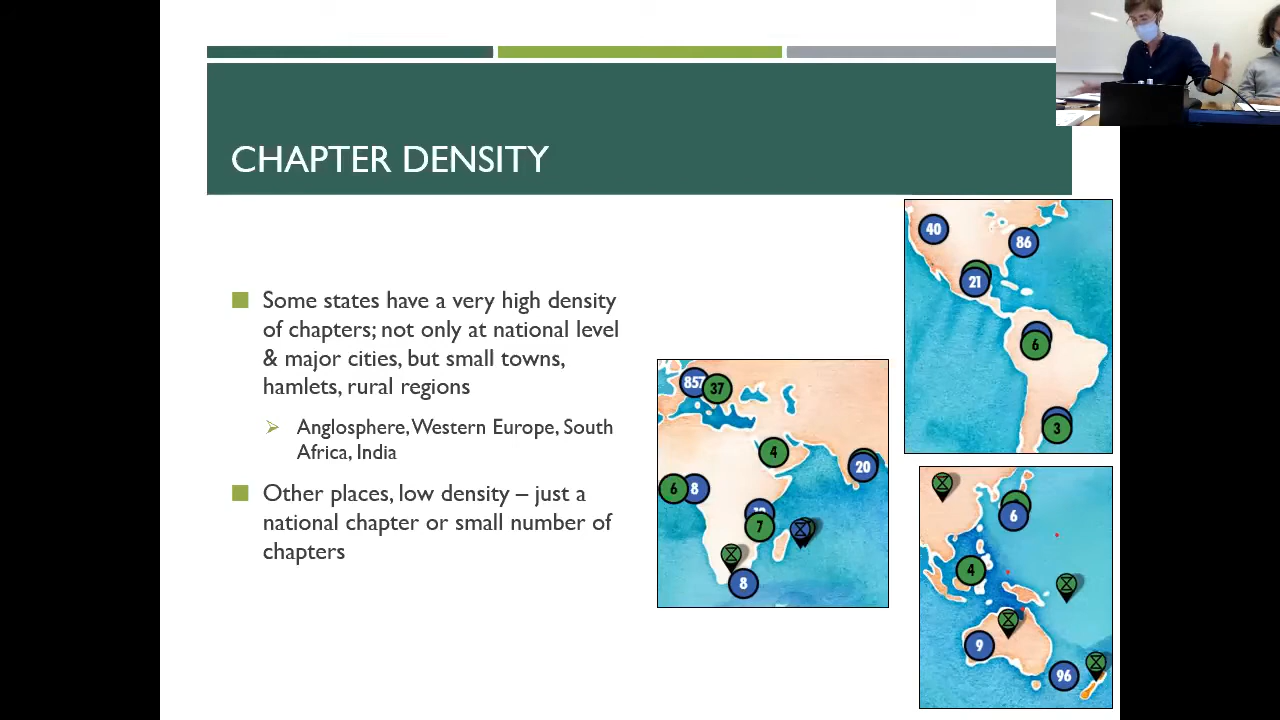 CHAPTER DENSITY
Some states have a very high density
of chapters; not only at national level
& major cities, but small towns,
hamlets, rural regions
Anglosphere, Western Europe, South
Africa, India
Other places, low density – just a
national chapter or small number of
chapters
857
37
4
20
6
8
7
8
40
86
21
6
3
6
4
9
96